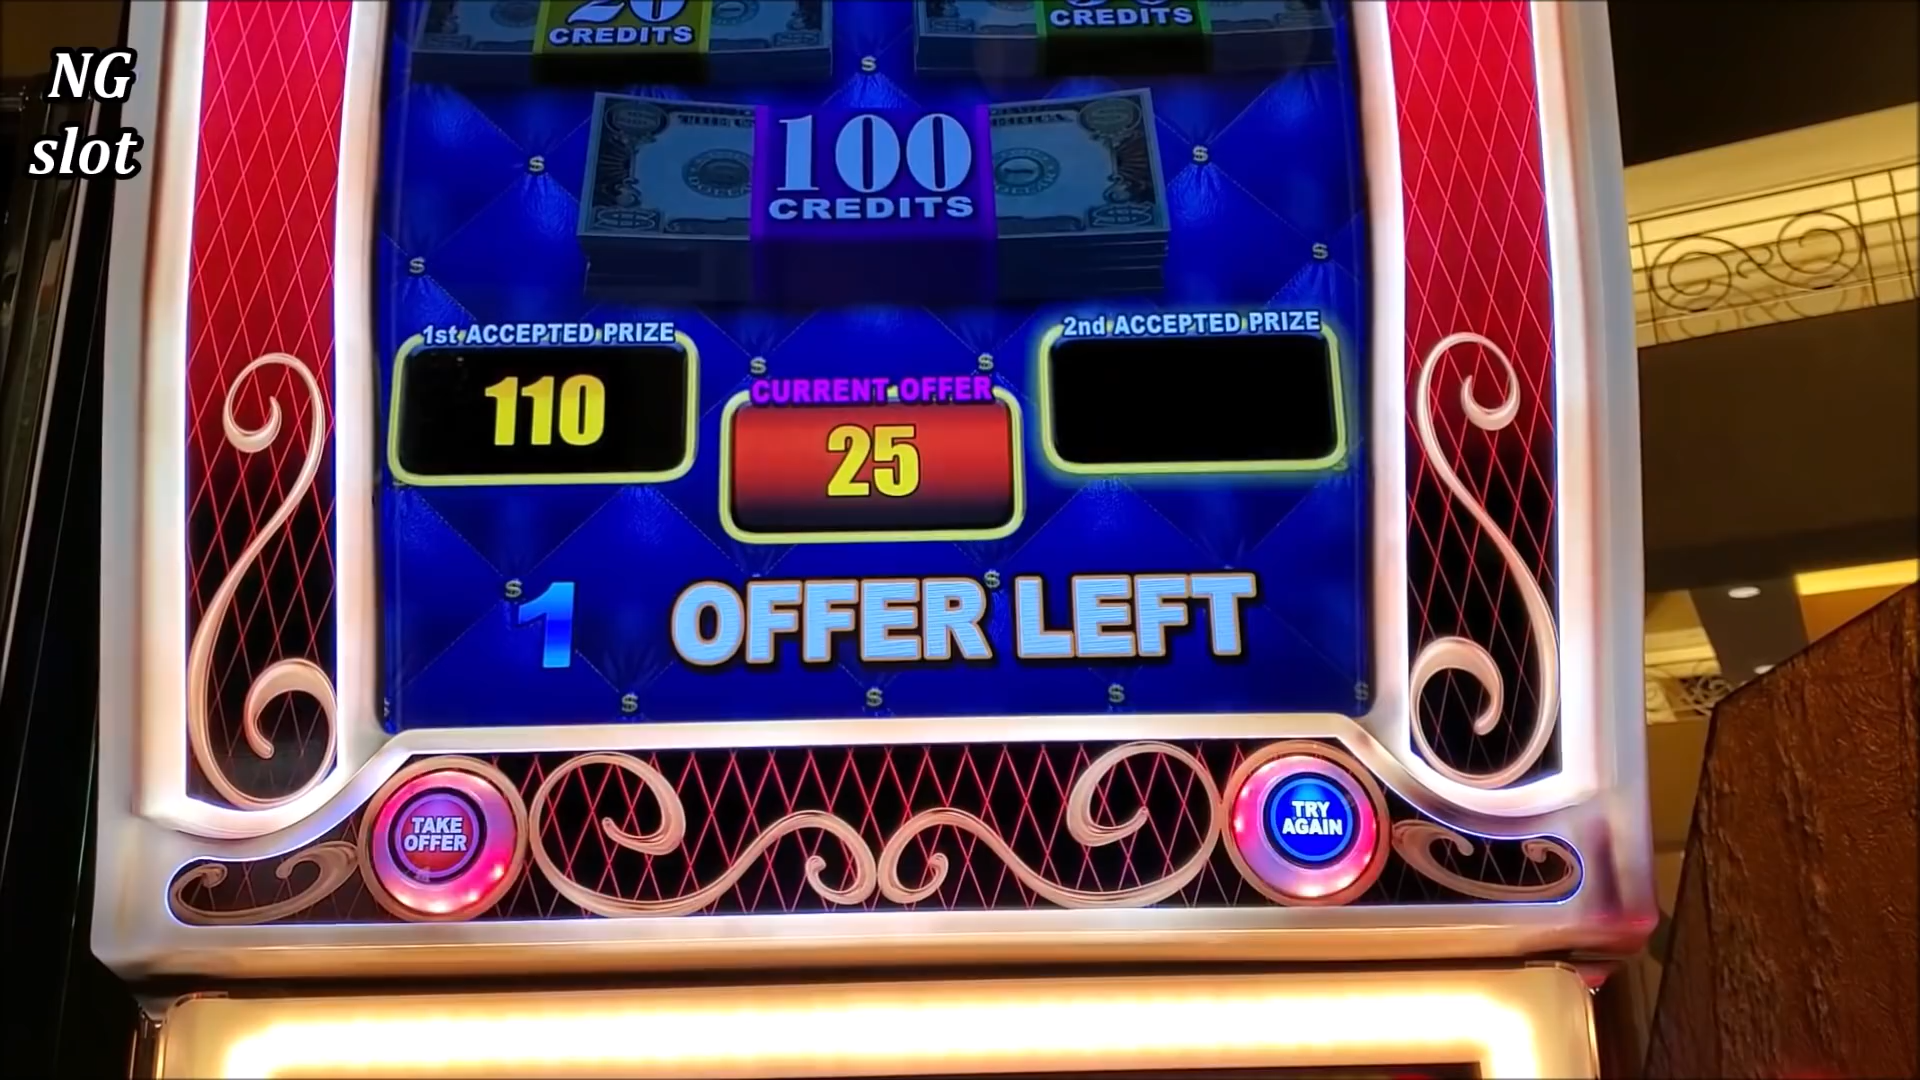 NG
slot
20
CREDITS
CREDITS
100
CREDITS
1st ACCEPTED PRIZE
2nd ACCEPTED PRIZE
110
CURRENT OFFER
25
1 OFFER LEFT
TAKE
OFFER
TRY
AGAIN